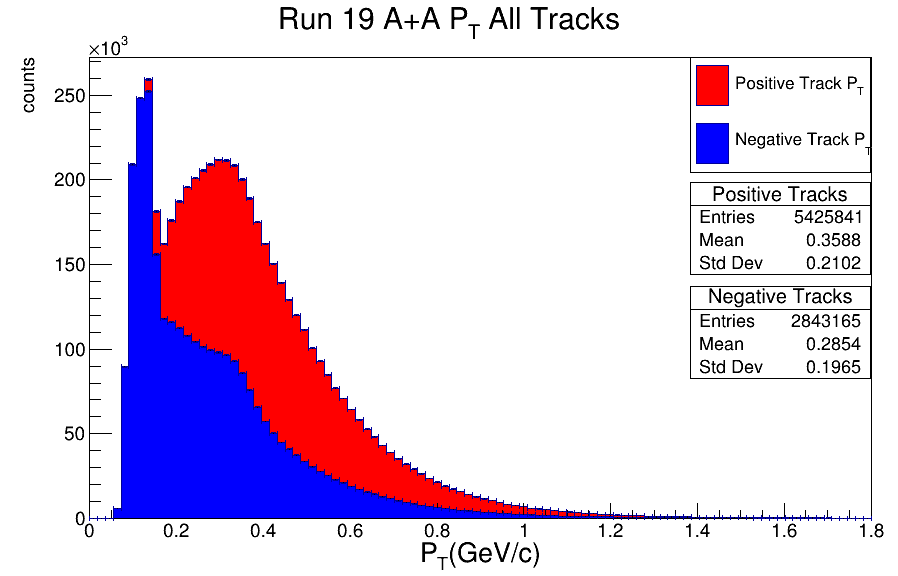 Run 19 A+A P_T All Tracks
×10³
counts
250
200
150
100
50
0
0 0.2 0.4 0.6 0.8 1 1.2 1.4 1.6 1.8
P_T(GeV/c)
Positive Track P_T
Negative Track P_T
Positive Tracks
Entries 5425841
Mean 0.3588
Std Dev 0.2102
Negative Tracks
Entries 2843165
Mean 0.2854
Std Dev 0.1965